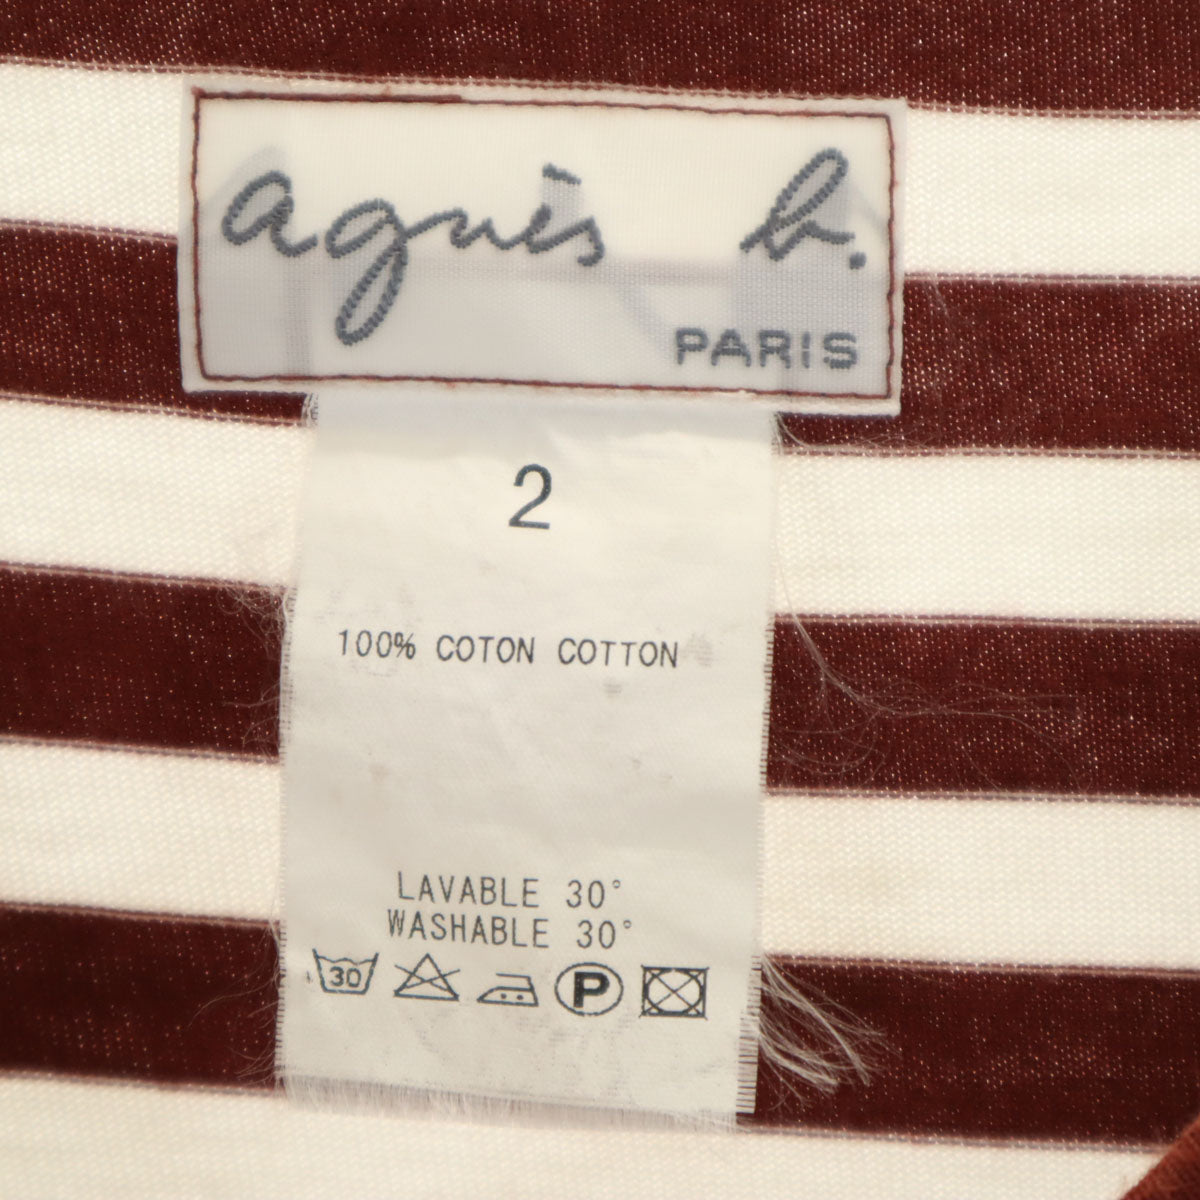 agnès b.
PARIS
2
100% COTON COTTON
LAVABLE 30°
WASHABLE 30°
30 P